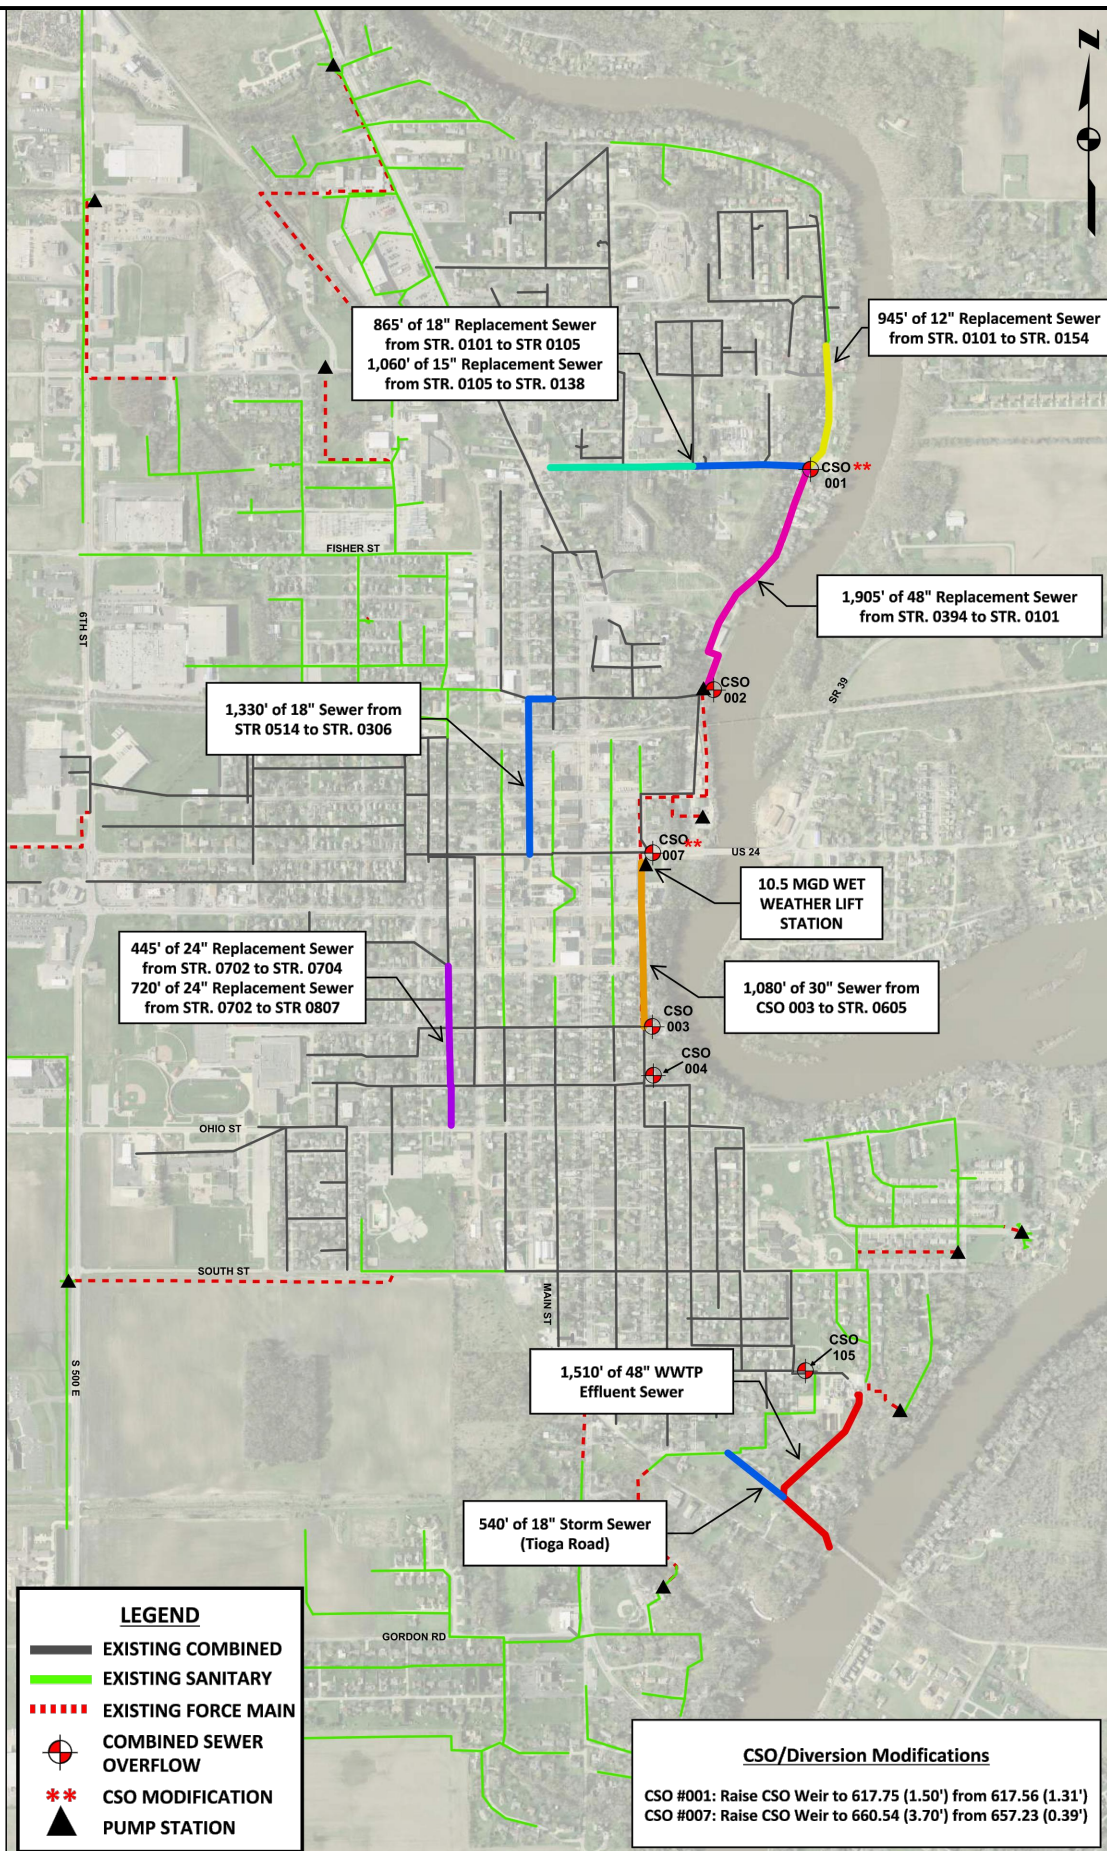 Z
865' of 18" Replacement Sewer
from STR. 0101 to STR 0105
1,060' of 15" Replacement Sewer
from STR. 0105 to STR. 0138
945' of 12" Replacement Sewer
from STR. 0101 to STR. 0154
CSO **
001
FISHER ST
6TH ST
1,905' of 48" Replacement Sewer
from STR. 0394 to STR. 0101
CSO
002
SR 39
1,330' of 18" Sewer from
STR 0514 to STR. 0306
CSO **
007
US 24
10.5 MGD WET
WEATHER LIFT
STATION
445' of 24" Replacement Sewer
from STR. 0702 to STR. 0704
720' of 24" Replacement Sewer
from STR. 0702 to STR 0807
1,080' of 30" Sewer from
CSO 003 to STR. 0605
CSO
003
CSO
004
OHIO ST
SOUTH ST
MAIN ST
S 500 E
CSO
105
1,510' of 48" WWTP
Effluent Sewer
540' of 18" Storm Sewer
(Tioga Road)
GORDON RD
LEGEND
EXISTING COMBINED
EXISTING SANITARY
EXISTING FORCE MAIN
COMBINED SEWER
OVERFLOW
** CSO MODIFICATION
PUMP STATION
CSO/Diversion Modifications
CSO #001: Raise CSO Weir to 617.75 (1.50') from 617.56 (1.31')
CSO #007: Raise CSO Weir to 660.54 (3.70') from 657.23 (0.39')